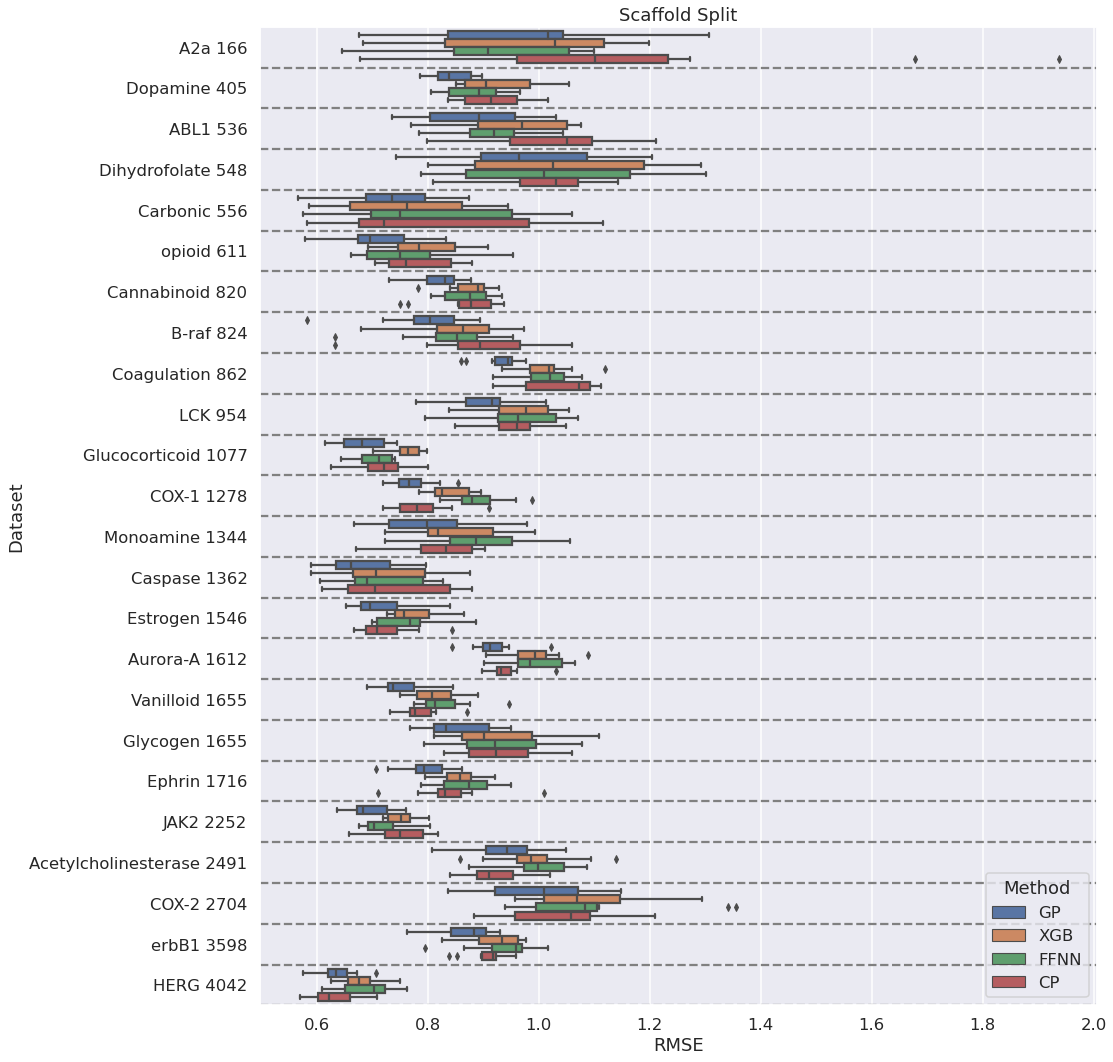 Scaffold Split
A2a 166
Dopamine 405
ABL1 536
Dihydrofolate 548
Carbonic 556
opioid 611
Cannabinoid 820
B-raf 824
Coagulation 862
LCK 954
Glucocorticoid 1077
COX-1 1278
Monoamine 1344
Caspase 1362
Estrogen 1546
Aurora-A 1612
Vanilloid 1655
Glycogen 1655
Ephrin 1716
JAK2 2252
Acetylcholinesterase 2491
COX-2 2704
erbB1 3598
HERG 4042
Dataset
Method
GP
XGB
FFNN
CP
0.6 0.8 1.0 1.2 1.4 1.6 1.8 2.0
RMSE